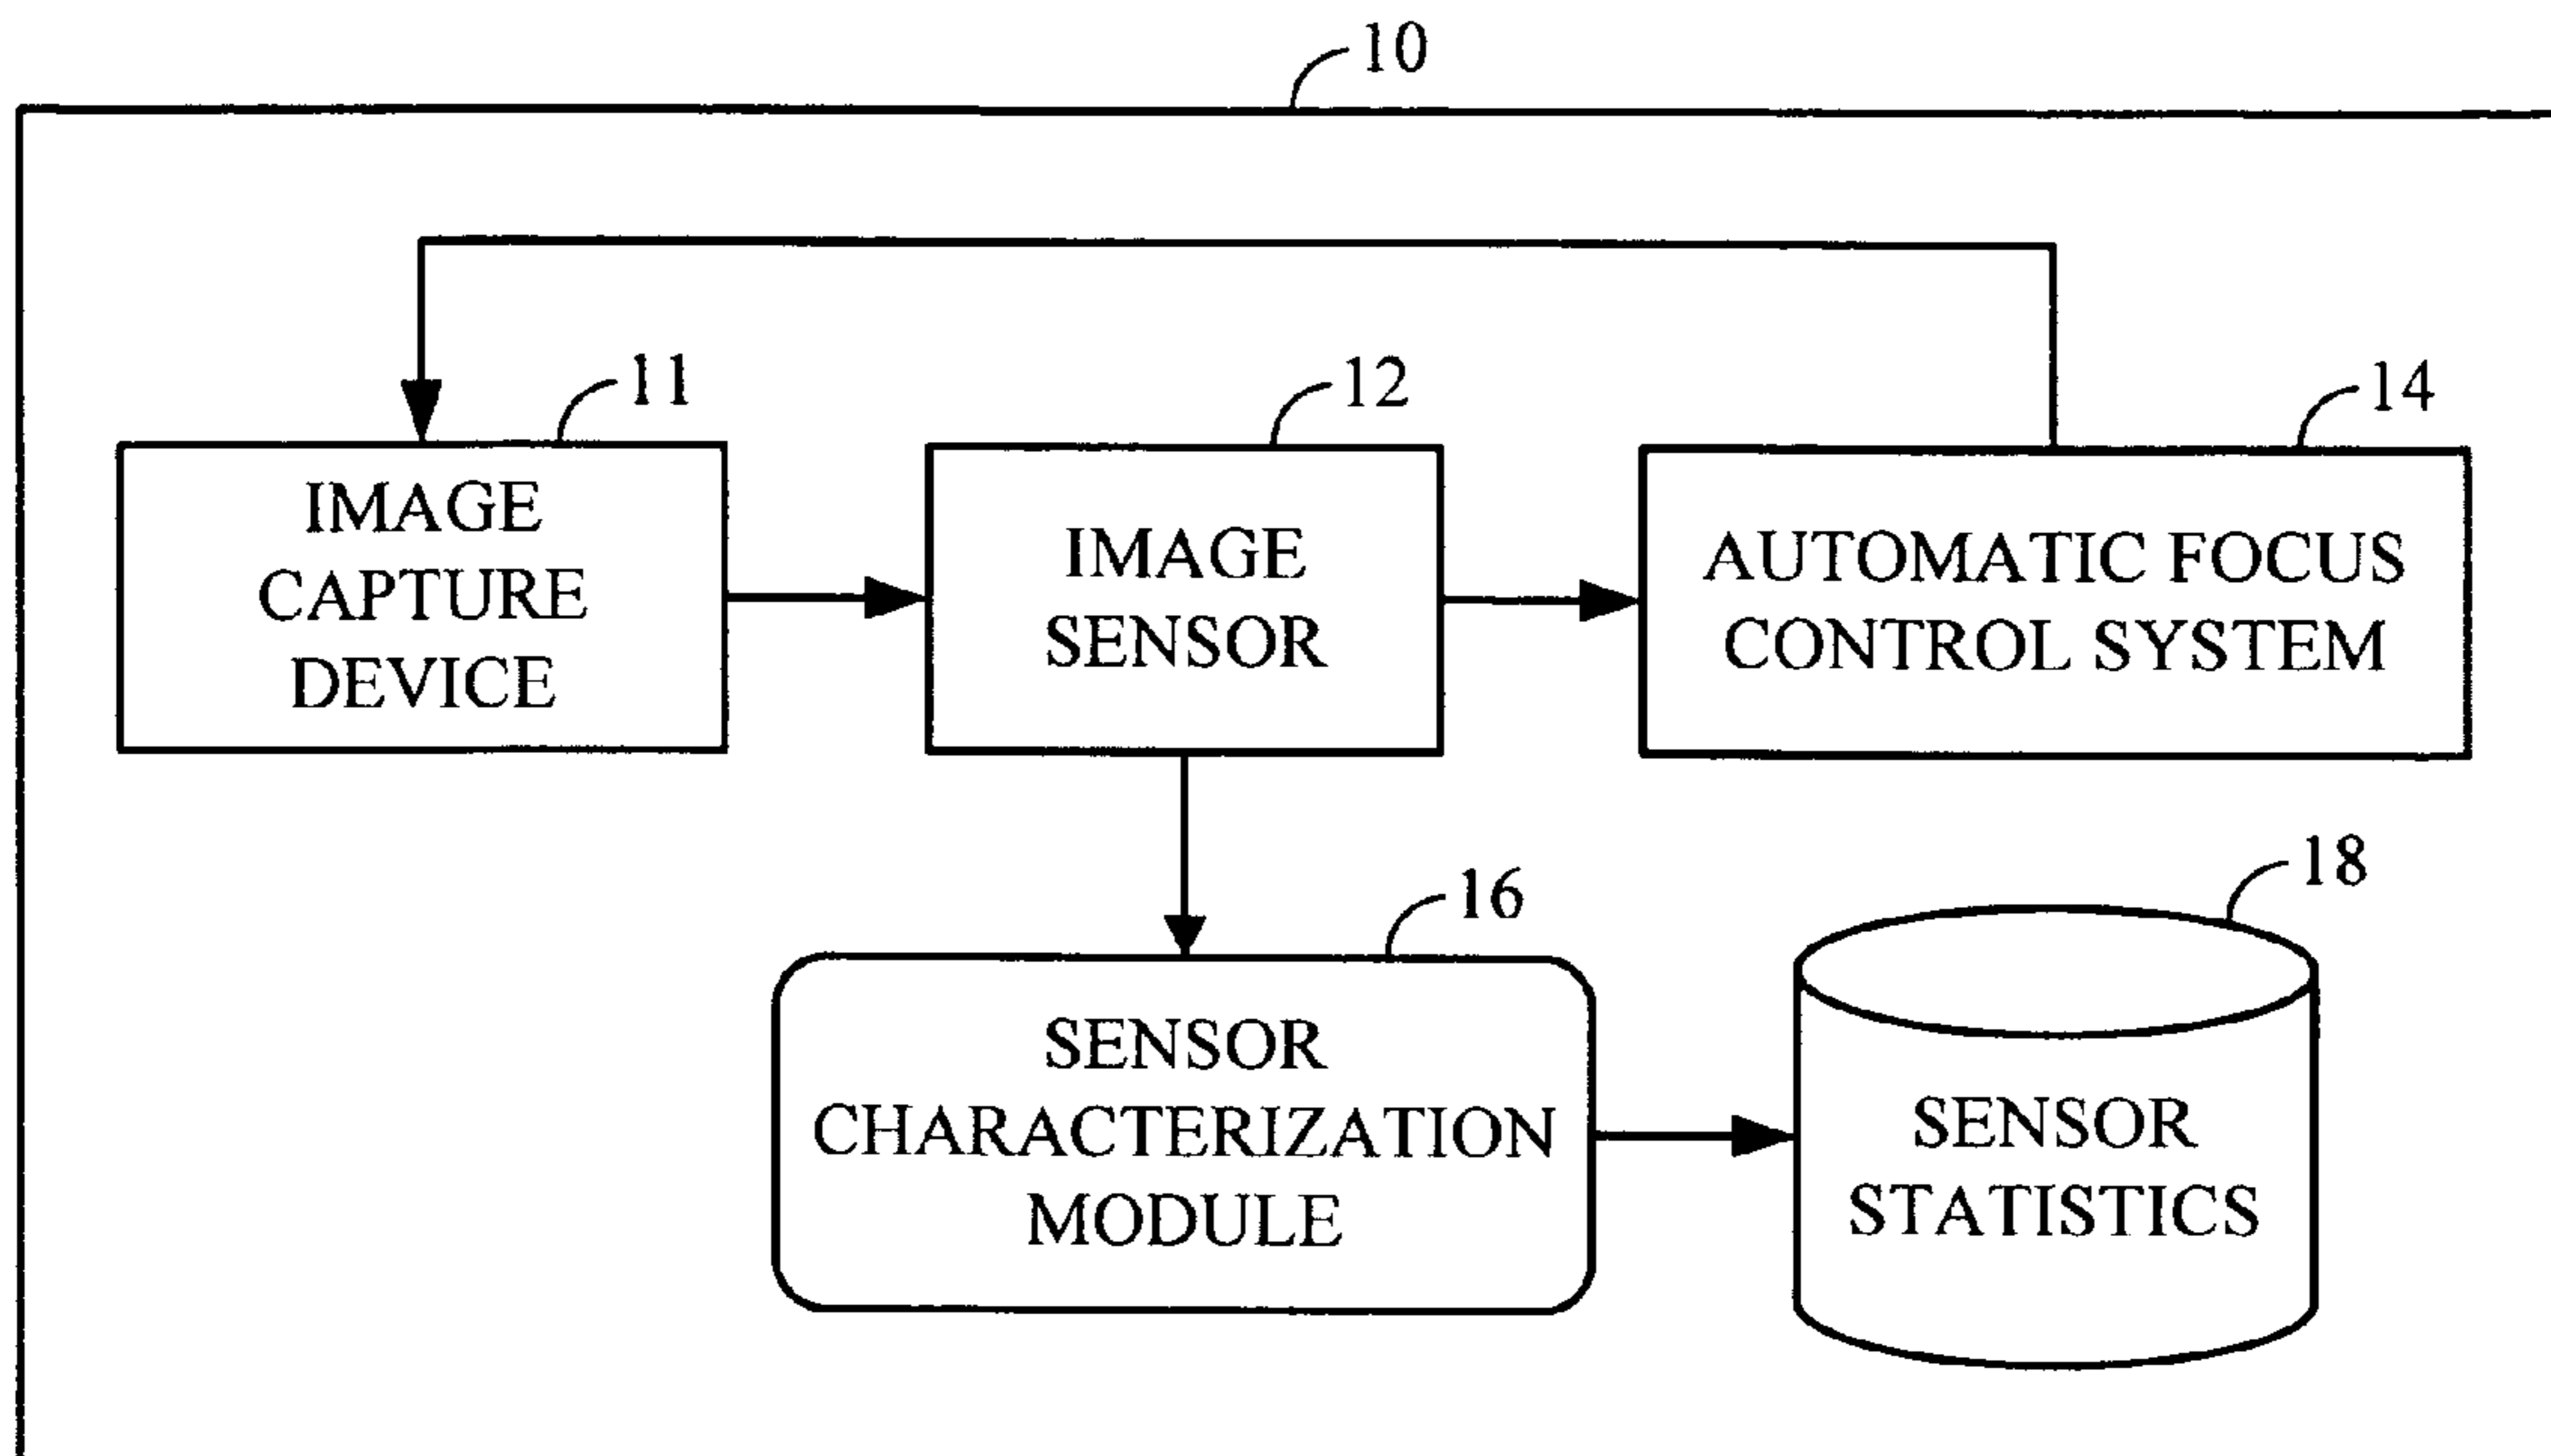 10
11
12
14
IMAGE
CAPTURE
DEVICE
IMAGE
SENSOR
AUTOMATIC FOCUS
CONTROL SYSTEM
16
18
SENSOR
CHARACTERIZATION
MODULE
SENSOR
STATISTICS